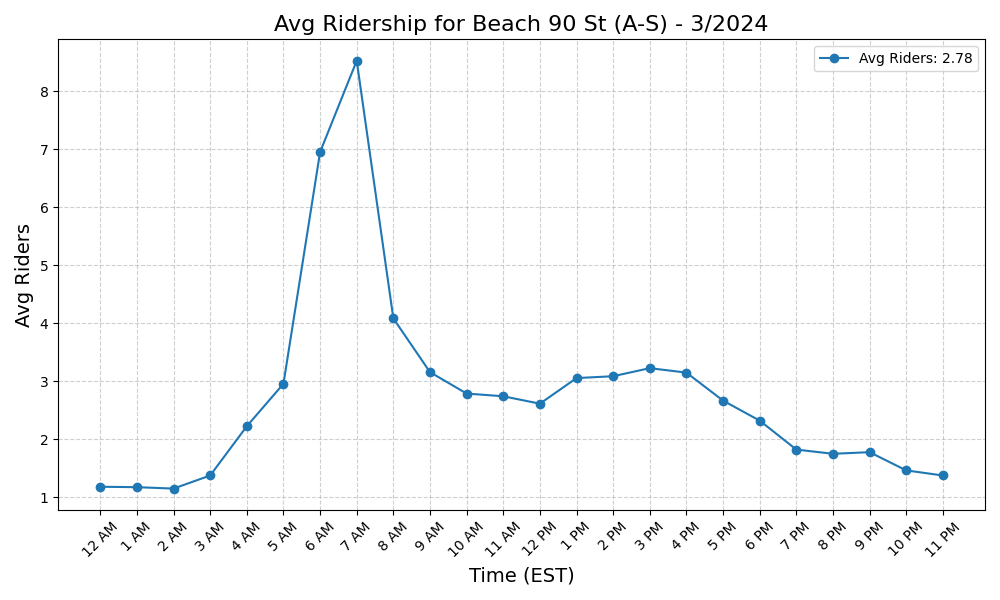 Avg Ridership for Beach 90 St (A-S) - 3/2024
Avg Riders: 2.78
Avg Riders
8
7
6
5
4
3
2
1
12 AM
1 AM
2 AM
3 AM
4 AM
5 AM
6 AM
7 AM
8 AM
9 AM
10 AM
11 AM
12 PM
1 PM
2 PM
3 PM
4 PM
5 PM
6 PM
7 PM
8 PM
9 PM
10 PM
11 PM
Time (EST)